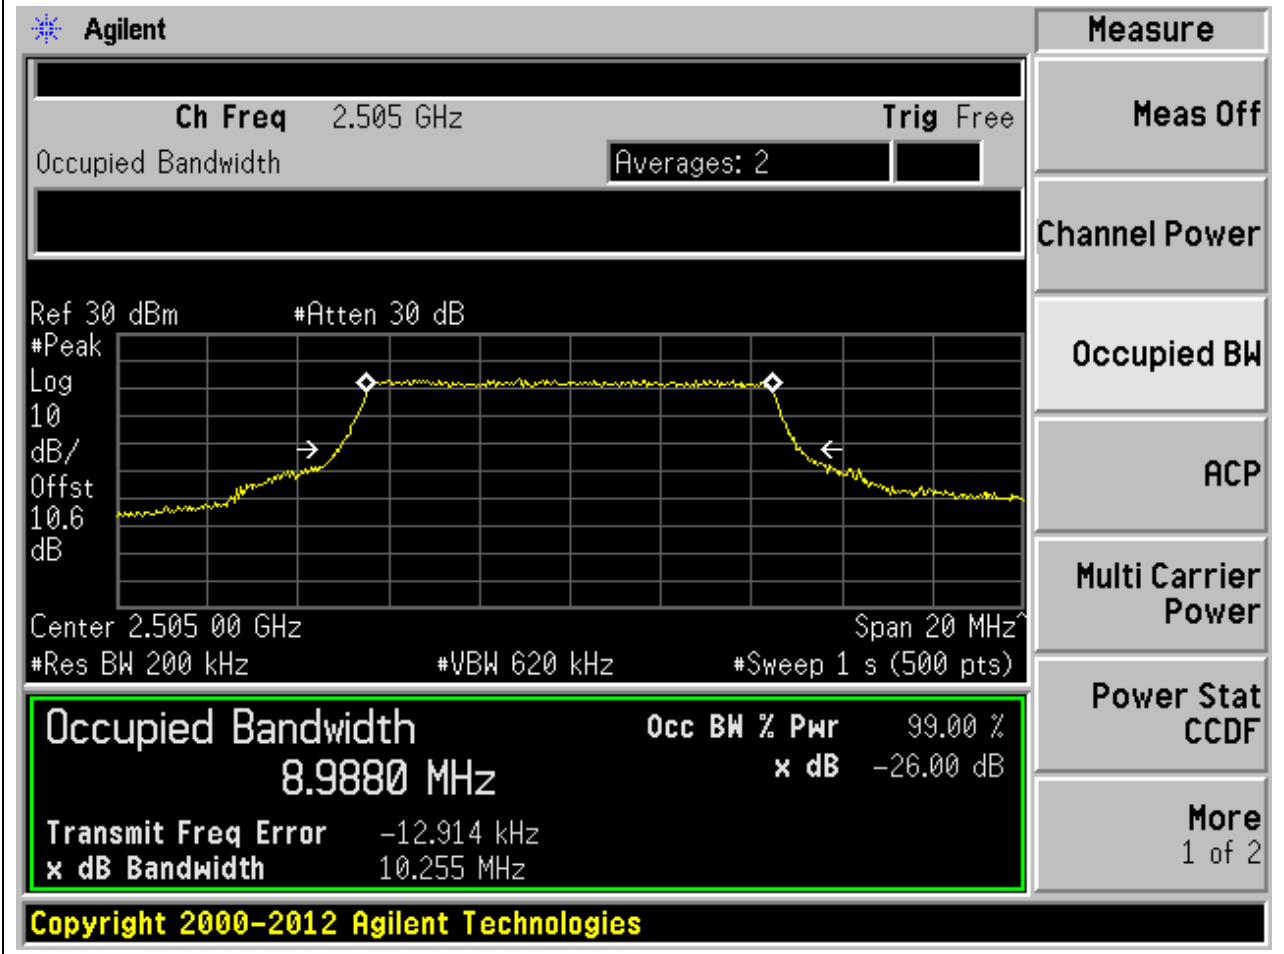 Agilent
Measure
Ch Freq 2.505 GHz Trig Free
Occupied Bandwidth Averages: 2
Ref 30 dBm #Atten 30 dB
#Peak
Log
10
dB/
Offst
10.6
dB
Center 2.505 00 GHz Span 20 MHz^
#Res BW 200 kHz #VBW 620 kHz #Sweep 1 s (500 pts)
Occupied Bandwidth Occ BW % Pwr 99.00 %
8.9880 MHz x dB -26.00 dB
Transmit Freq Error -12.914 kHz
x dB Bandwidth 10.255 MHz
Copyright 2000-2012 Agilent Technologies
Meas Off
Channel Power
Occupied BW
ACP
Multi Carrier
Power
Power Stat
CCDF
More
1 of 2